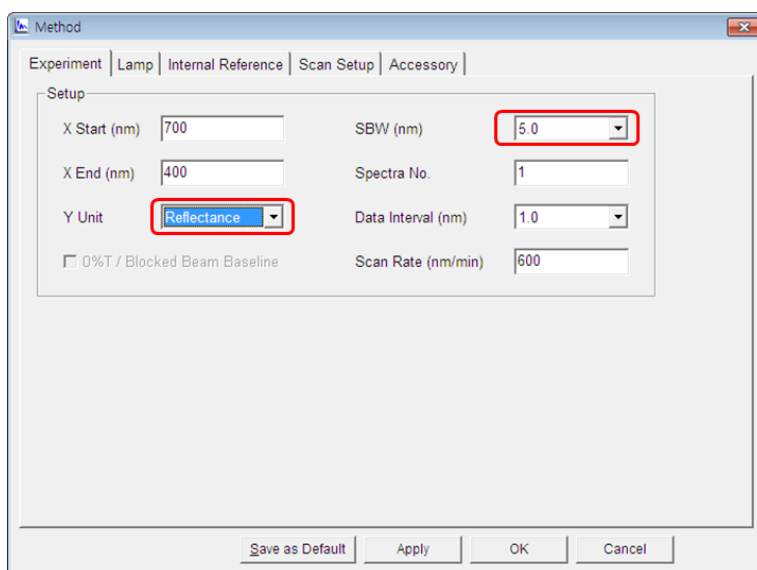 Method
Experiment Lamp Internal Reference Scan Setup Accessory
Setup
X Start (nm) 700 SBW (nm) 5.0
X End (nm) 400 Spectra No. 1
Y Unit Reflectance Data Interval (nm) 1.0
0%T / Blocked Beam Baseline Scan Rate (nm/min) 600
Save as Default Apply OK Cancel